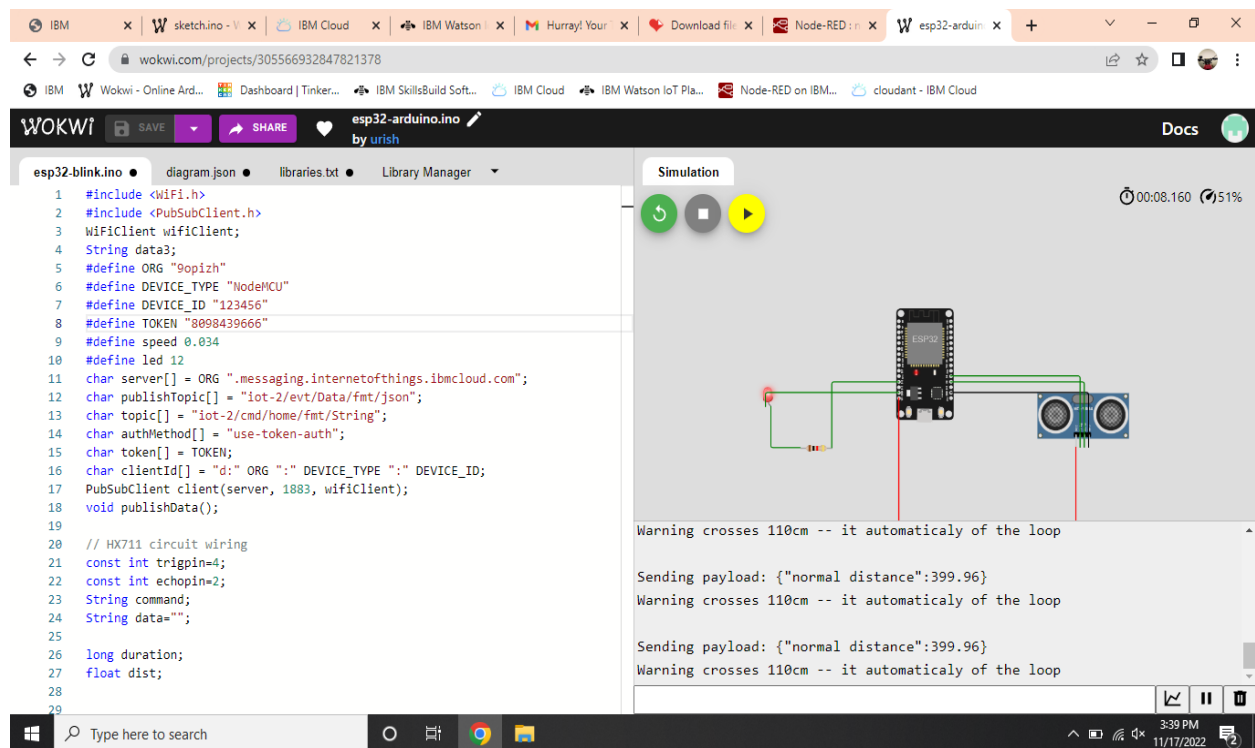 IBM
sketch.ino - W
IBM Cloud
IBM Watson I
Hurray! Your T
Download file
Node-RED : n
esp32-arduin
wokwi.com/projects/305566932847821378
IBM
Wokwi - Online Ard...
Dashboard | Tinker...
IBM SkillsBuild Soft...
IBM Cloud
IBM Watson IoT Pla...
Node-RED on IBM...
cloudant - IBM Cloud
WOKWI
SAVE
SHARE
esp32-arduino.ino
by urish
Docs
esp32-blink.ino
diagram.json
libraries.txt
Library Manager
1 #include <WiFi.h>
2 #include <PubSubClient.h>
3 WiFiClient wifiClient;
4 String data3;
5 #define ORG "9opizh"
6 #define DEVICE_TYPE "NodeMCU"
7 #define DEVICE_ID "123456"
8 #define TOKEN "8098439666"
9 #define speed 0.034
10 #define led 12
11 char server[] = ORG ".messaging.internetofthings.ibmcloud.com";
12 char publishTopic[] = "iot-2/evt/Data/fmt/json";
13 char topic[] = "iot-2/cmd/home/fmt/String";
14 char authMethod[] = "use-token-auth";
15 char token[] = TOKEN;
16 char clientId[] = "d:" ORG ":" DEVICE_TYPE ":" DEVICE_ID;
17 PubSubClient client(server, 1883, wifiClient);
18 void publishData();
19
20 // HX711 circuit wiring
21 const int trigpin=4;
22 const int echopin=2;
23 String command;
24 String data="";
25
26 long duration;
27 float dist;
28
29
Simulation
00:08.160 51%
ESP32
Warning crosses 110cm -- it automaticaly of the loop
Sending payload: {"normal distance":399.96}
Warning crosses 110cm -- it automaticaly of the loop
Sending payload: {"normal distance":399.96}
Warning crosses 110cm -- it automaticaly of the loop
Type here to search
3:39 PM
11/17/2022
2